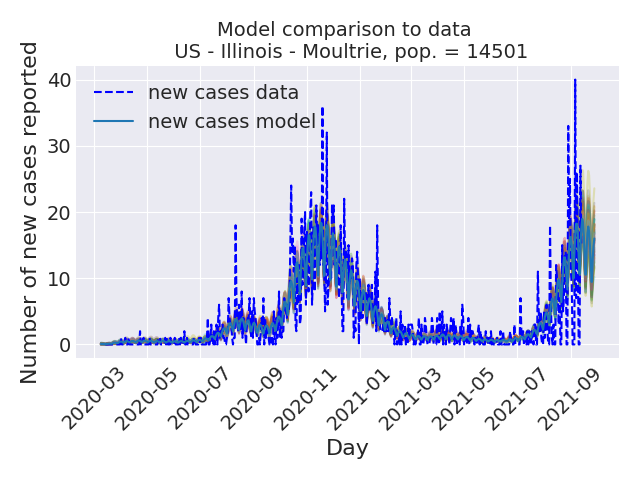 Model comparison to data
US - Illinois - Moultrie, pop. = 14501
new cases data
new cases model
Number of new cases reported
40
30
20
10
0
2020-03
2020-05
2020-07
2020-09
2020-11
2021-01
2021-03
2021-05
2021-07
2021-09
Day